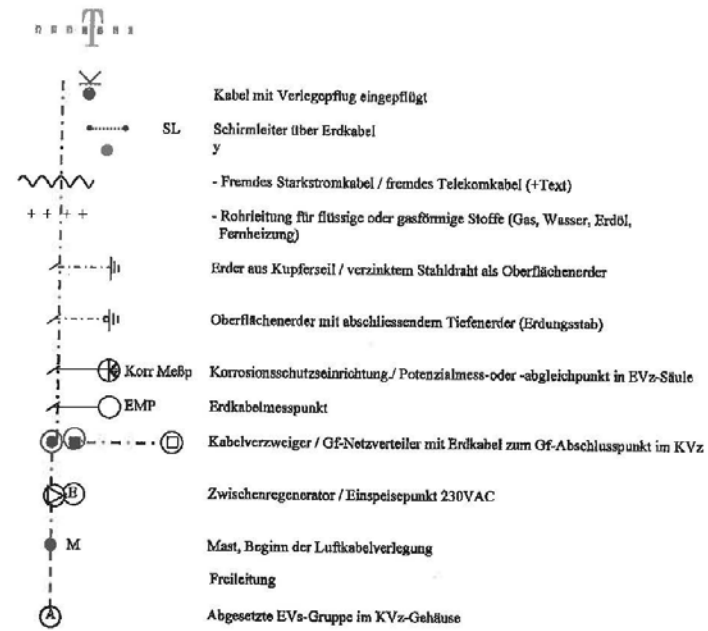 T
Kabel mit Verlegepflug eingepflügt
SL Schirmleiter über Erdkabel
y
- Fremdes Starkstromkabel / fremdes Telekomkabel (+Text)
+ + + + - Rohrleitung für flüssige oder gasförmige Stoffe (Gas, Wasser, Erdöl,
Fernheizung)
Erder aus Kupferseil / verzinktem Stahldraht als Oberflächenerder
Oberflächenerder mit abschliessendem Tiefenerder (Erdungsstab)
Korr Meßp Korrosionsschutzeinrichtung./ Potenzialmess-oder -abgleichpunkt in EVz-Säule
EMP Erdkabelmesspunkt
Kabelverzweiger / Gf-Netzverteiler mit Erdkabel zum Gf-Abschlusspunkt im KVz
E Zwischenregenerator / Einspeisepunkt 230VAC
M Mast, Beginn der Luftkabelverlegung
Freileitung
A Abgesetzte EVs-Gruppe im KVz-Gehäuse